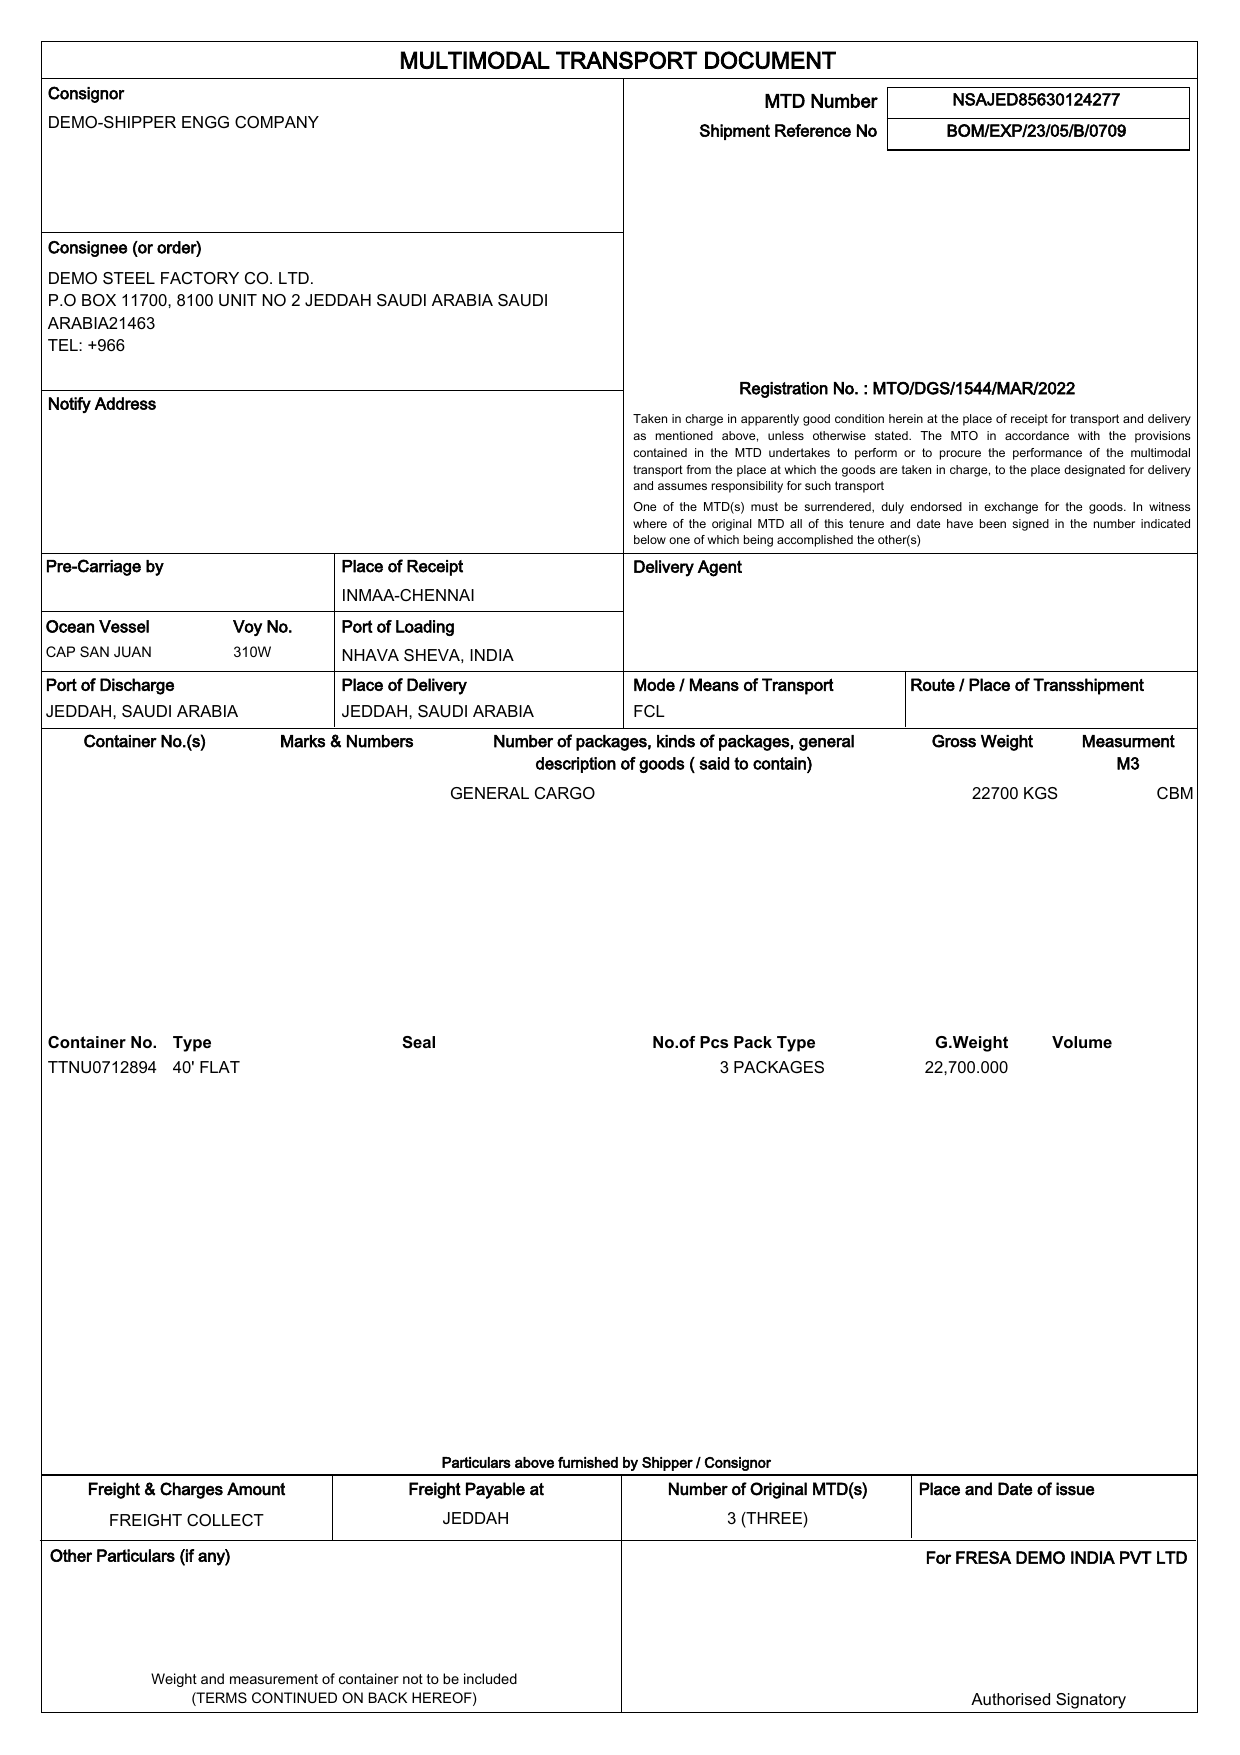 MULTIMODAL TRANSPORT DOCUMENT
Consignor
DEMO-SHIPPER ENGG COMPANY
MTD Number NSAJED85630124277
Shipment Reference No BOM/EXP/23/05/B/0709
Consignee (or order)
DEMO STEEL FACTORY CO. LTD.
P.O BOX 11700, 8100 UNIT NO 2 JEDDAH SAUDI ARABIA SAUDI
ARABIA21463
TEL: +966
Notify Address
Registration No. : MTO/DGS/1544/MAR/2022
Taken in charge in apparently good condition herein at the place of receipt for transport and delivery
as mentioned above, unless otherwise stated. The MTO in accordance with the provisions
contained in the MTD undertakes to perform or to procure the performance of the multimodal
transport from the place at which the goods are taken in charge, to the place designated for delivery
and assumes responsibility for such transport
One of the MTD(s) must be surrendered, duly endorsed in exchange for the goods. In witness
where of the original MTD all of this tenure and date have been signed in the number indicated
below one of which being accomplished the other(s)
Pre-Carriage by
Place of Receipt
INMAA-CHENNAI
Delivery Agent
Ocean Vessel Voy No.
CAP SAN JUAN 310W
Port of Loading
NHAVA SHEVA, INDIA
Port of Discharge
JEDDAH, SAUDI ARABIA
Place of Delivery
JEDDAH, SAUDI ARABIA
Mode / Means of Transport
FCL
Route / Place of Transshipment
Container No.(s) Marks & Numbers Number of packages, kinds of packages, general Gross Weight Measurment
description of goods ( said to contain) M3
GENERAL CARGO 22700 KGS CBM
Container No. Type Seal No.of Pcs Pack Type G.Weight Volume
TTNU0712894 40' FLAT 3 PACKAGES 22,700.000
Particulars above furnished by Shipper / Consignor
Freight & Charges Amount
FREIGHT COLLECT
Freight Payable at
JEDDAH
Number of Original MTD(s)
3 (THREE)
Place and Date of issue
Other Particulars (if any)
For FRESA DEMO INDIA PVT LTD
Weight and measurement of container not to be included
(TERMS CONTINUED ON BACK HEREOF)
Authorised Signatory